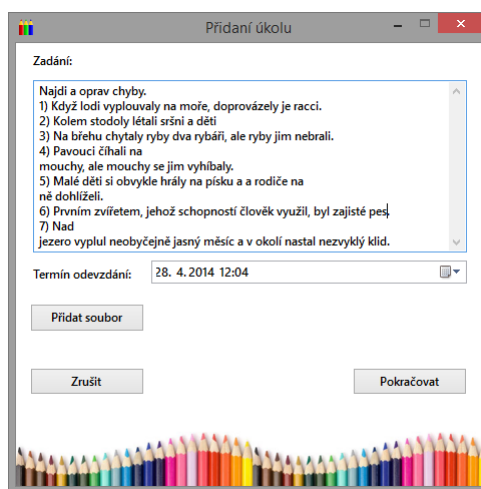 Přidaní úkolu
Zadání:
Najdi a oprav chyby.
1) Když lodi vyplouvaly na moře, doprovázely je racci.
2) Kolem stodoly létali sršni a děti
3) Na břehu chytaly ryby dva rybáři, ale ryby jim nebrali.
4) Pavouci číhali na
mouchy, ale mouchy se jim vyhíbaly.
5) Malé děti si obvykle hrály na písku a a rodiče na
ně dohlíželi.
6) Prvním zvířetem, jehož schopností člověk využil, byl zajisté pes.
7) Nad
jezero vyplul neobyčejně jasný měsíc a v okolí nastal nezvyklý klid.
Termín odevzdání:
28. 4. 2014 12:04
Přidat soubor
Zrušit
Pokračovat